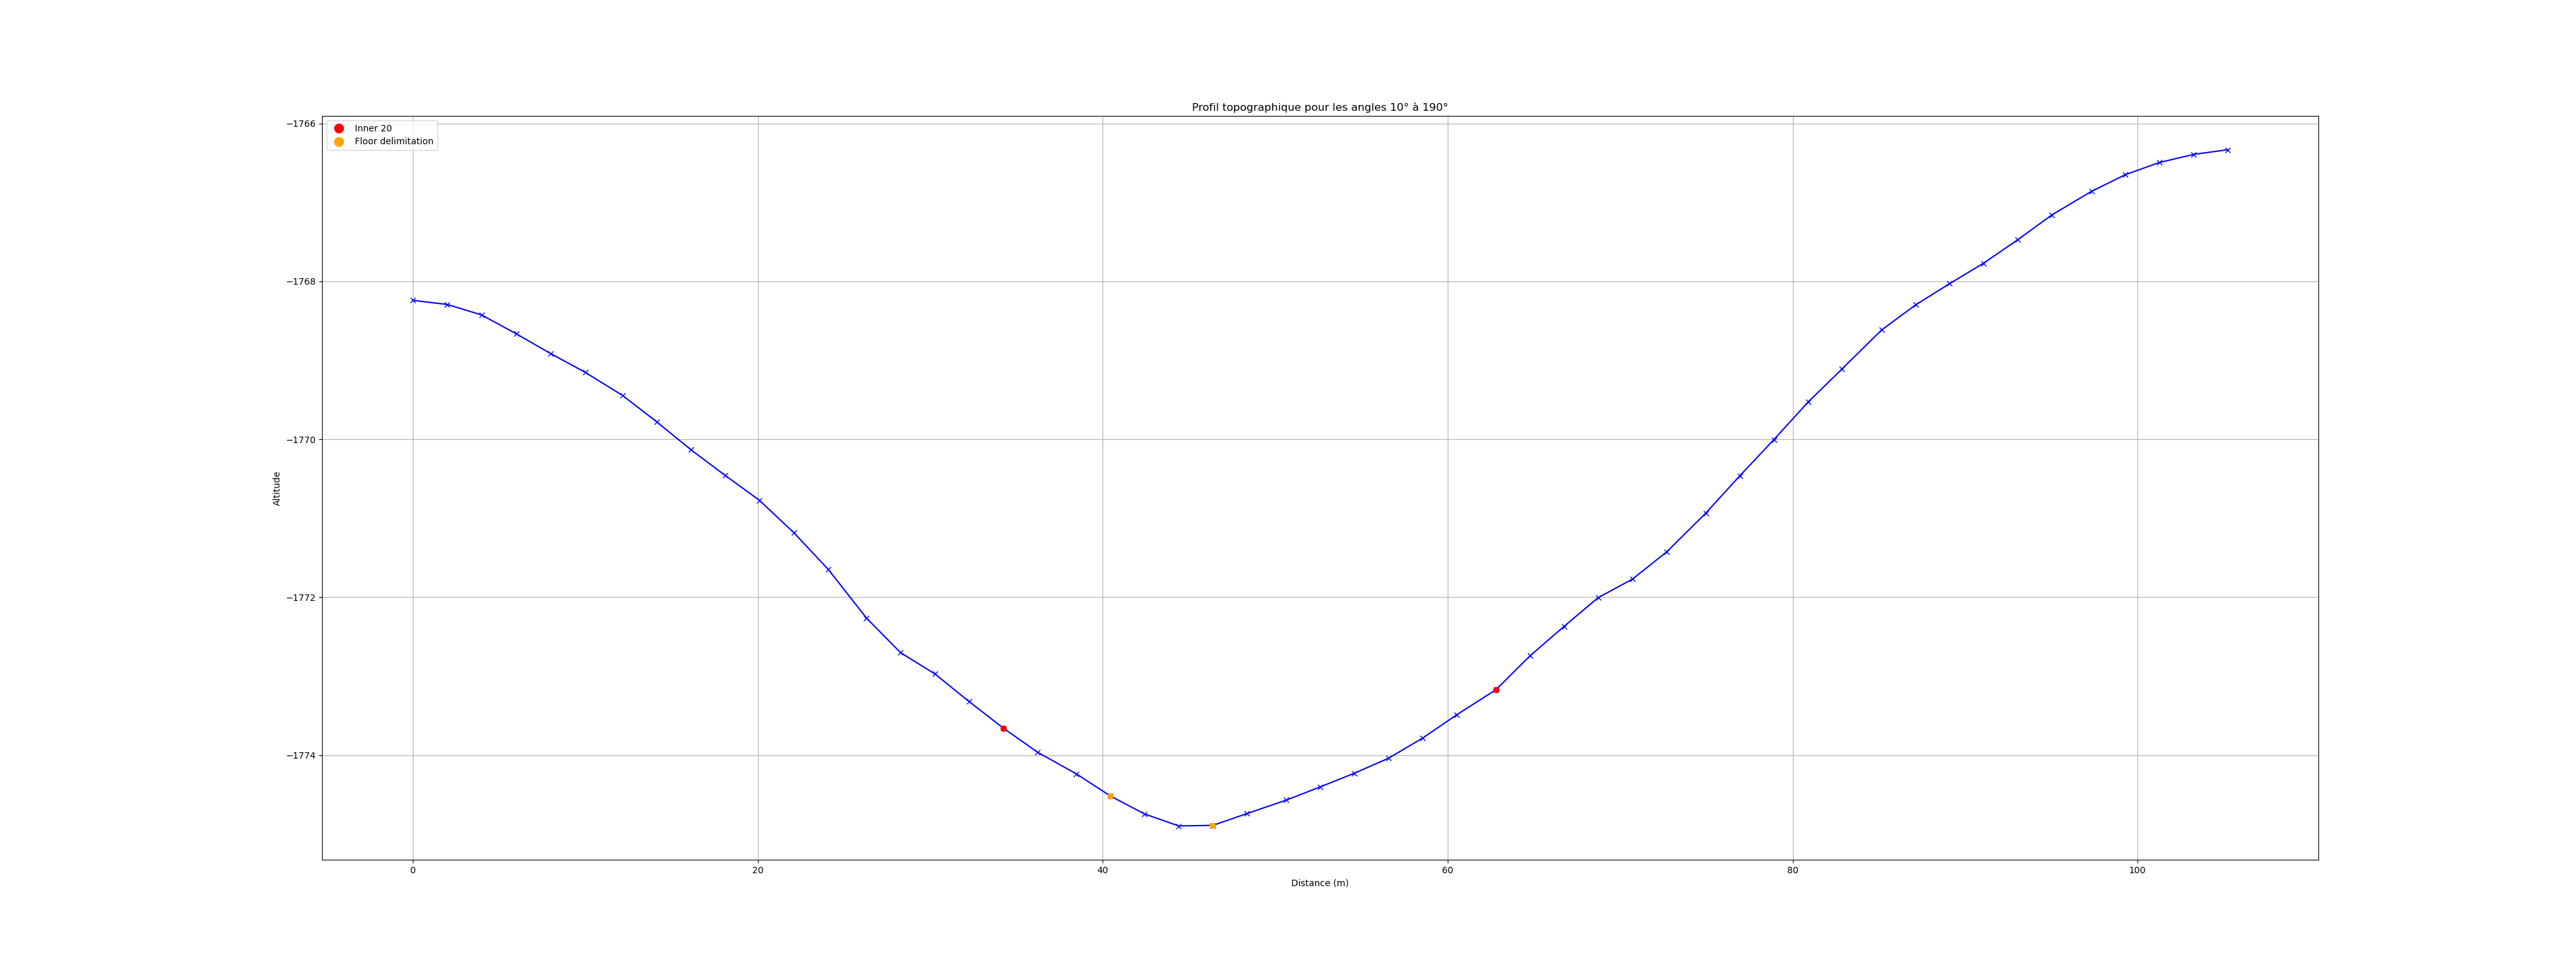 Profil topographique pour les angles 10° à 190°
Inner 20
Floor delimitation
−1766
−1768
−1770
−1772
−1774
Altitude
0 20 40 60 80 100
Distance (m)